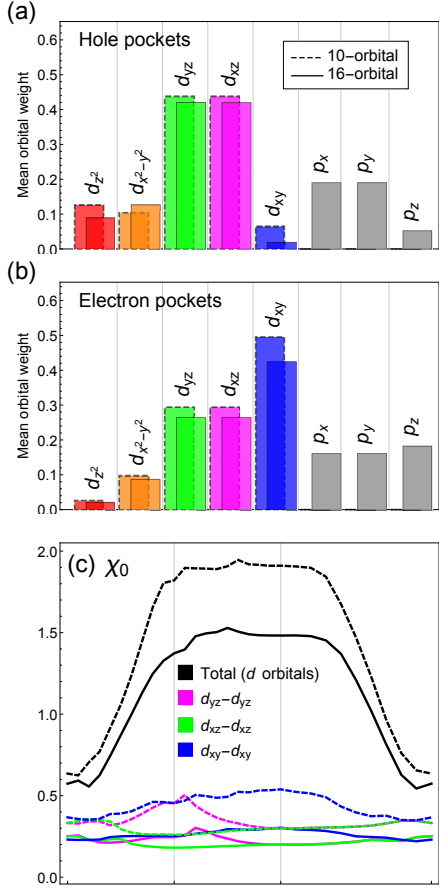 (a)
Hole pockets
10-orbital
16-orbital
Mean orbital weight
0.6
0.5
0.4
0.3
0.2
0.1
0.0
d_{z^2}
d_{x^2-y^2}
d_{yz}
d_{xz}
d_{xy}
p_x
p_y
p_z
(b)
Electron pockets
Mean orbital weight
0.6
0.5
0.4
0.3
0.2
0.1
0.0
d_{z^2}
d_{x^2-y^2}
d_{yz}
d_{xz}
d_{xy}
p_x
p_y
p_z
(c) χ_0
2.0
1.5
1.0
0.5
0.0
Total (d orbitals)
d_{yz}-d_{yz}
d_{xz}-d_{xz}
d_{xy}-d_{xy}